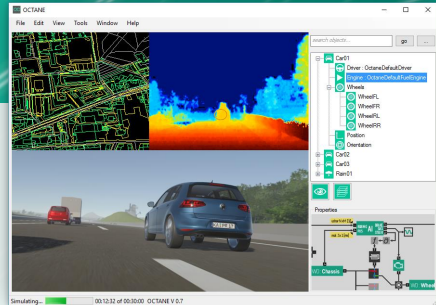 OCTANE
File Edit View Tools Window Help
search objects...
go
...
Car01
Driver : OctaneDefaultDriver
Engine : OctaneDefaultFuelEngine
Wheels
WheelFL
WheelFR
WheelRL
WheelRR
Position
Orientation
Car02
Car03
Rain01
Properties
AI
Chassis
Wheel
Simulating...
00:12:32 of 00:30:00 OCTANE V 0.7